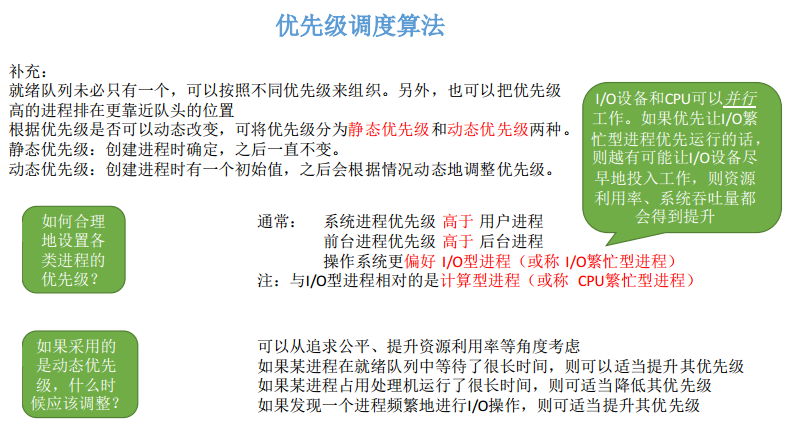 优先级调度算法
补充：
就绪队列未必只有一个，可以按照不同优先级来组织。另外，也可以把优先级
高的进程排在更靠近队头的位置
根据优先级是否可以动态改变，可将优先级分为静态优先级和动态优先级两种。
静态优先级：创建进程时确定，之后一直不变。
动态优先级：创建进程时有一个初始值，之后会根据情况动态地调整优先级。
I/O设备和CPU可以并行
工作。如果优先让I/O繁
忙型进程优先运行的话，
则越有可能让I/O设备尽
早地投入工作，则资源
利用率、系统吞吐量都
会得到提升
如何合理
地设置各
类进程的
优先级？
通常： 系统进程优先级 高于 用户进程
前台进程优先级 高于 后台进程
操作系统更偏好 I/O型进程（或称 I/O繁忙型进程）
注：与I/O型进程相对的是计算型进程（或称 CPU繁忙型进程）
如果采用的
是动态优先
级，什么时
候应该调整？
可以从追求公平、提升资源利用率等角度考虑
如果某进程在就绪队列中等待了很长时间，则可以适当提升其优先级
如果某进程占用处理机运行了很长时间，则可适当降低其优先级
如果发现一个进程频繁地进行I/O操作，则可适当提升其优先级